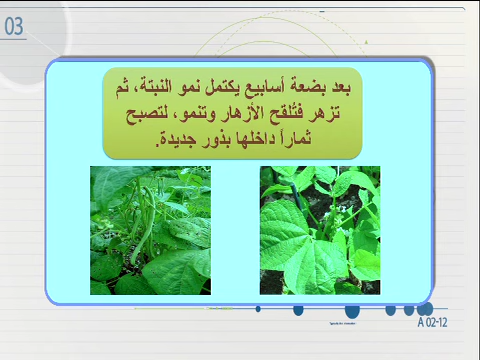 03
بعد بضعة أسابيع يكتمل نمو النبتة، ثم
تزهر فتُلقح الأزهار وتنمو، لتصبح
ثماراً داخلها بذور جديدة.
A 02-12